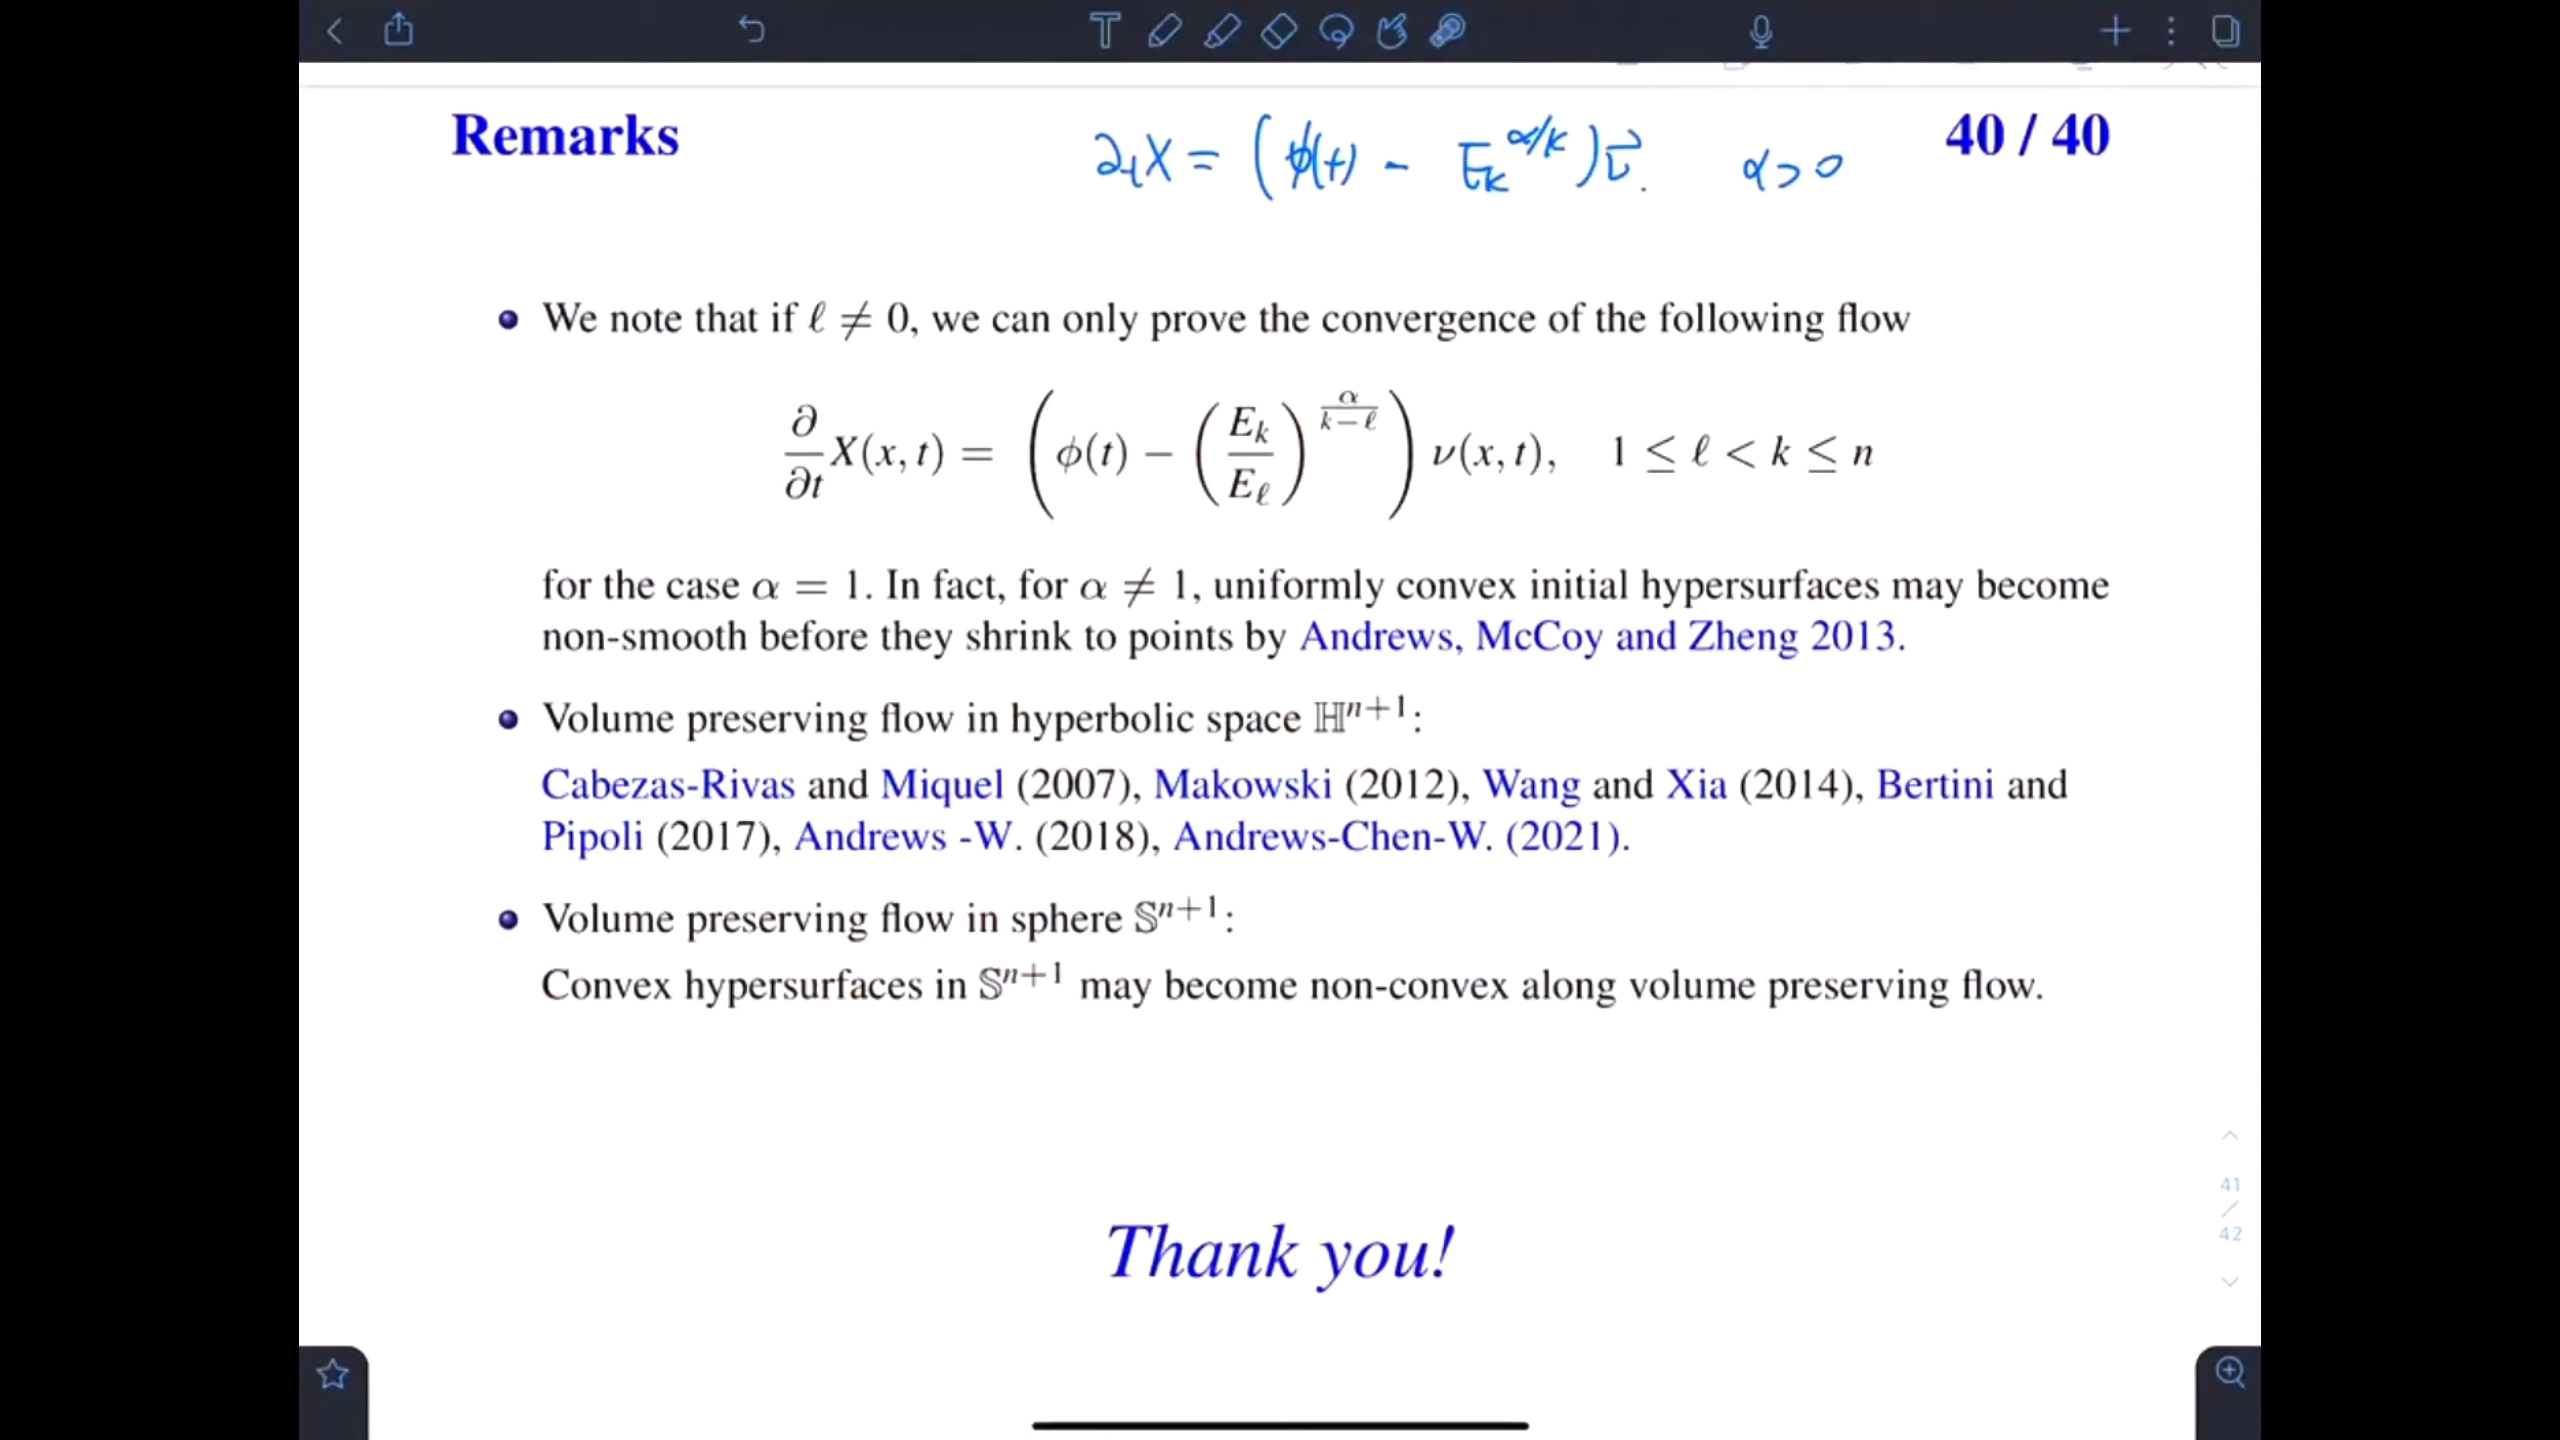 Remarks
∂ₜX = (ϕ(t) - E_k^{α/k}) ν⃗. α>0
40 / 40
We note that if ℓ ≠ 0, we can only prove the convergence of the following flow
∂/∂t X(x, t) = (ϕ(t) − (E_k/E_ℓ)^{α/(k−ℓ)}) ν(x, t), 1 ≤ ℓ < k ≤ n
for the case α = 1. In fact, for α ≠ 1, uniformly convex initial hypersurfaces may become
non-smooth before they shrink to points by Andrews, McCoy and Zheng 2013.
Volume preserving flow in hyperbolic space ℍⁿ⁺¹:
Cabezas-Rivas and Miquel (2007), Makowski (2012), Wang and Xia (2014), Bertini and
Pipoli (2017), Andrews -W. (2018), Andrews-Chen-W. (2021).
Volume preserving flow in sphere 𝕊ⁿ⁺¹:
Convex hypersurfaces in 𝕊ⁿ⁺¹ may become non-convex along volume preserving flow.
Thank you!
41
/
42